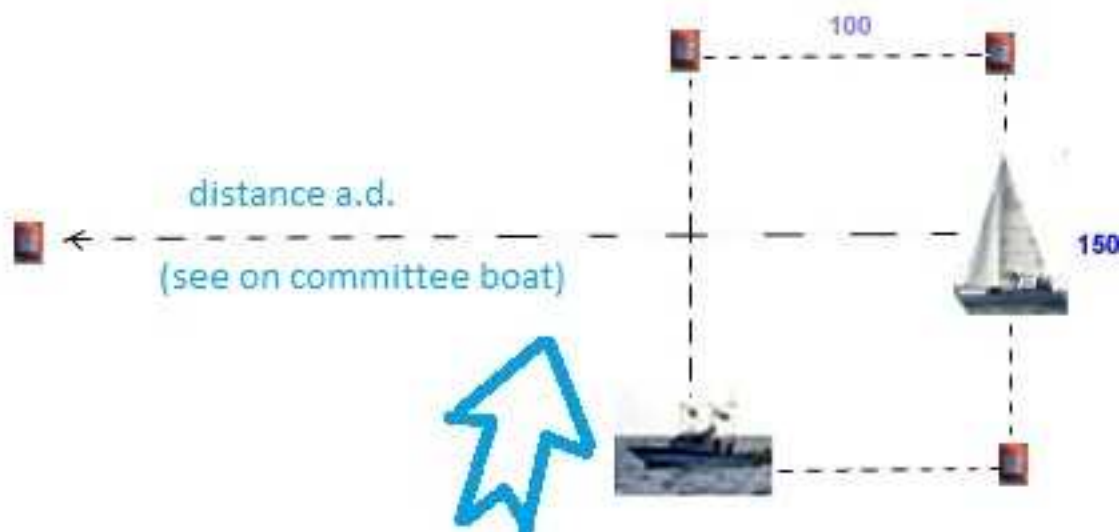 100
distance a.d.
150
(see on committee boat)